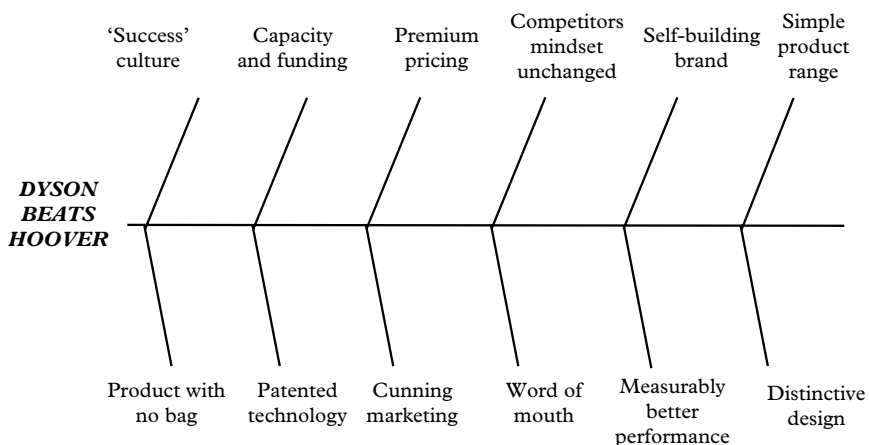 ‘Success’
culture
Capacity
and funding
Premium
pricing
Competitors
mindset
unchanged
Self-building
brand
Simple
product
range
DYSON
BEATS
HOOVER
Product with
no bag
Patented
technology
Cunning
marketing
Word of
mouth
Measurably
better
performance
Distinctive
design